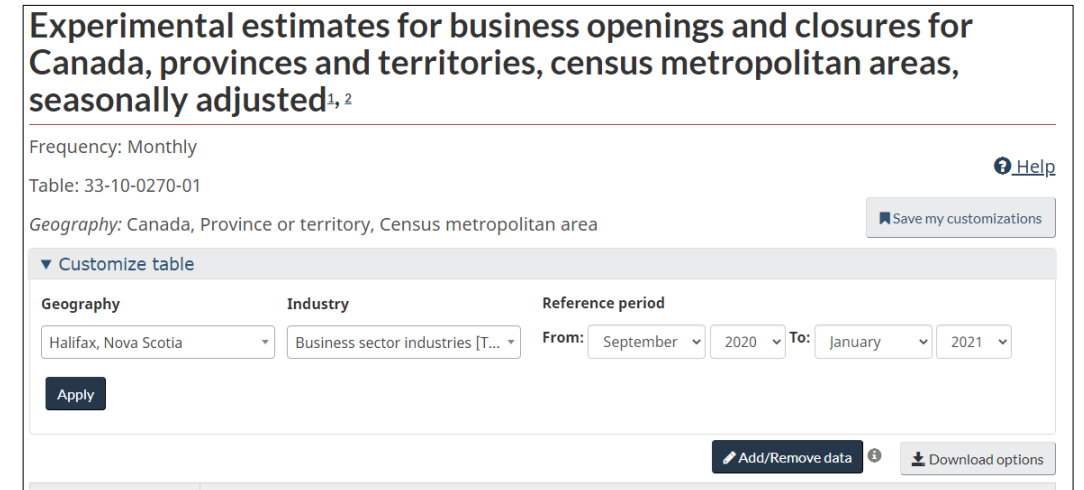 Experimental estimates for business openings and closures for
Canada, provinces and territories, census metropolitan areas,
seasonally adjusted1, 2
Frequency: Monthly
Help
Table: 33-10-0270-01
Save my customizations
Geography: Canada, Province or territory, Census metropolitan area
Customize table
Geography Industry Reference period
Halifax, Nova Scotia Business sector industries [T... From: September 2020 To: January 2021
Apply
Add/Remove data Download options